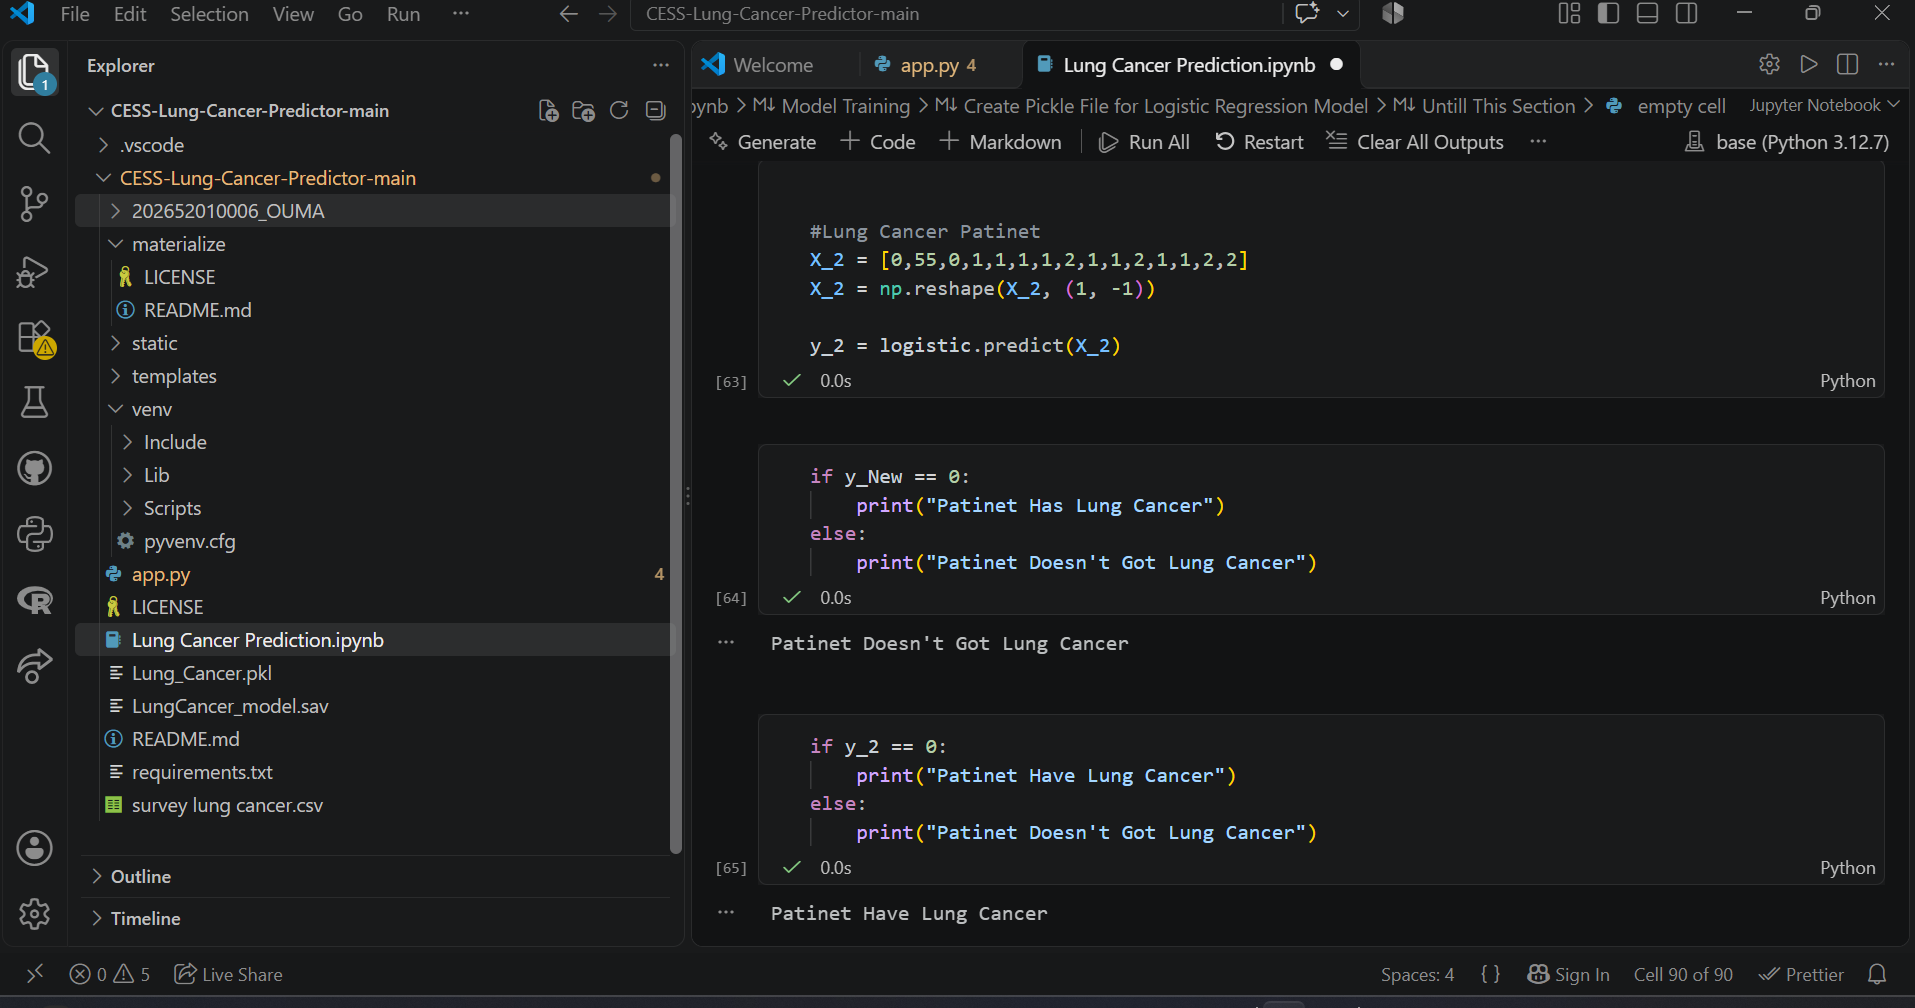 File Edit Selection View Go Run ··· CESS-Lung-Cancer-Predictor-main
Explorer
1
CESS-Lung-Cancer-Predictor-main
.vscode
CESS-Lung-Cancer-Predictor-main
202652010006_OUMA
materialize
LICENSE
README.md
static
templates
venv
Include
Lib
Scripts
pyvenv.cfg
app.py 4
LICENSE
Lung Cancer Prediction.ipynb
Lung_Cancer.pkl
LungCancer_model.sav
README.md
requirements.txt
survey lung cancer.csv
Outline
Timeline
Welcome app.py 4 Lung Cancer Prediction.ipynb
ynb > M↓ Model Training > M↓ Create Pickle File for Logistic Regression Model > M↓ Untill This Section > empty cell Jupyter Notebook
Generate + Code + Markdown Run All Restart Clear All Outputs ··· base (Python 3.12.7)
#Lung Cancer Patinet
X_2 = [0,55,0,1,1,1,1,2,1,1,2,1,1,2,2]
X_2 = np.reshape(X_2, (1, -1))
y_2 = logistic.predict(X_2)
[63] 0.0s Python
if y_New == 0:
print("Patinet Has Lung Cancer")
else:
print("Patinet Doesn't Got Lung Cancer")
[64] 0.0s Python
Patinet Doesn't Got Lung Cancer
if y_2 == 0:
print("Patinet Have Lung Cancer")
else:
print("Patinet Doesn't Got Lung Cancer")
[65] 0.0s Python
Patinet Have Lung Cancer
0 5 Live Share Spaces: 4 {} Sign In Cell 90 of 90 Prettier